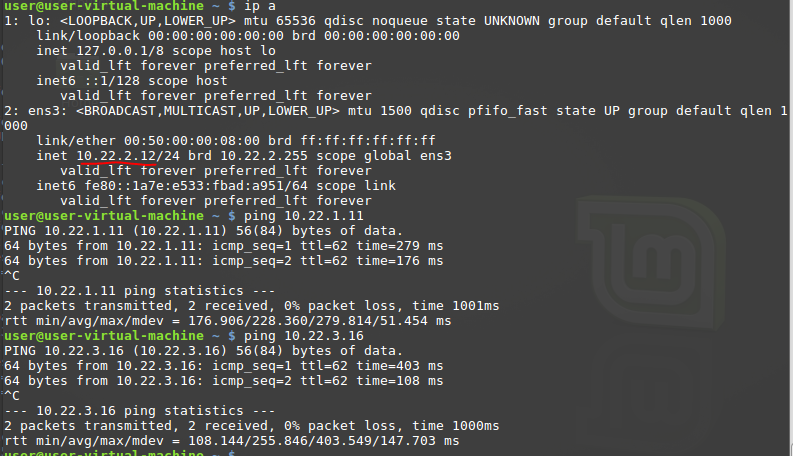 user@user-virtual-machine ~ $ ip a
1: lo: <LOOPBACK,UP,LOWER_UP> mtu 65536 qdisc noqueue state UNKNOWN group default qlen 1000
    link/loopback 00:00:00:00:00:00 brd 00:00:00:00:00:00
    inet 127.0.0.1/8 scope host lo
       valid_lft forever preferred_lft forever
    inet6 ::1/128 scope host
       valid_lft forever preferred_lft forever
2: ens3: <BROADCAST,MULTICAST,UP,LOWER_UP> mtu 1500 qdisc pfifo_fast state UP group default qlen 1
000
    link/ether 00:50:00:00:08:00 brd ff:ff:ff:ff:ff:ff
    inet 10.22.2.12/24 brd 10.22.2.255 scope global ens3
       valid_lft forever preferred_lft forever
    inet6 fe80::1a7e:e533:fbad:a951/64 scope link
       valid_lft forever preferred_lft forever
user@user-virtual-machine ~ $ ping 10.22.1.11
PING 10.22.1.11 (10.22.1.11) 56(84) bytes of data.
64 bytes from 10.22.1.11: icmp_seq=1 ttl=62 time=279 ms
64 bytes from 10.22.1.11: icmp_seq=2 ttl=62 time=176 ms
^C
--- 10.22.1.11 ping statistics ---
2 packets transmitted, 2 received, 0% packet loss, time 1001ms
rtt min/avg/max/mdev = 176.906/228.360/279.814/51.454 ms
user@user-virtual-machine ~ $ ping 10.22.3.16
PING 10.22.3.16 (10.22.3.16) 56(84) bytes of data.
64 bytes from 10.22.3.16: icmp_seq=1 ttl=62 time=403 ms
64 bytes from 10.22.3.16: icmp_seq=2 ttl=62 time=108 ms
^C
--- 10.22.3.16 ping statistics ---
2 packets transmitted, 2 received, 0% packet loss, time 1000ms
rtt min/avg/max/mdev = 108.144/255.846/403.549/147.703 ms
user@user-virtual-machine ~ $